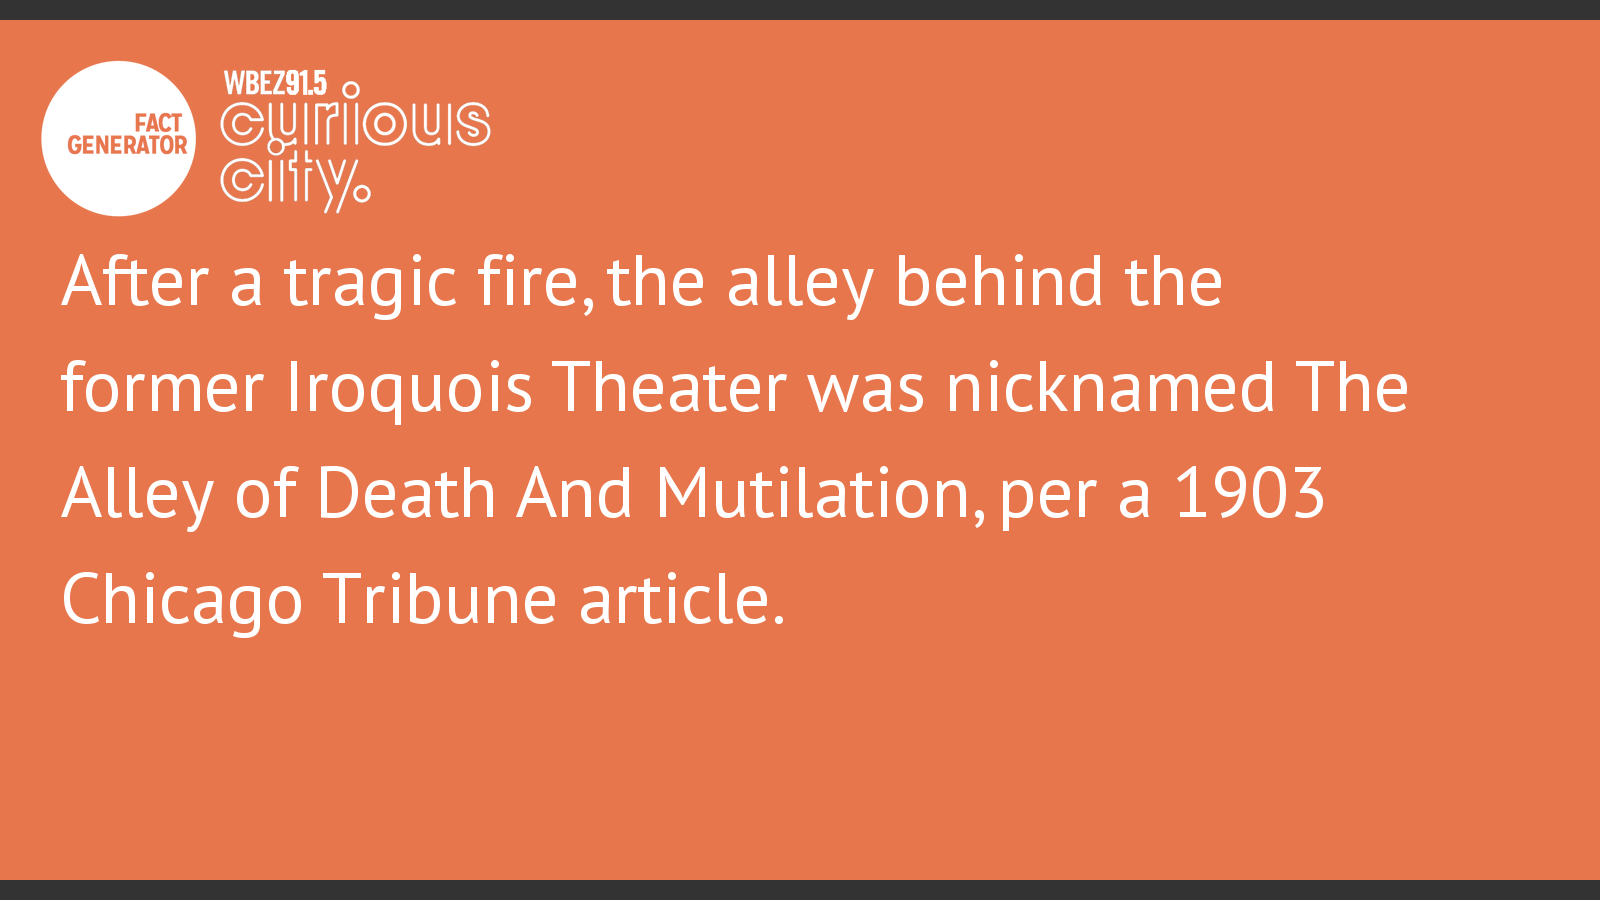 FACT
GENERATOR
WBEZ91.5
curious
city.
After a tragic fire, the alley behind the
former Iroquois Theater was nicknamed The
Alley of Death And Mutilation, per a 1903
Chicago Tribune article.